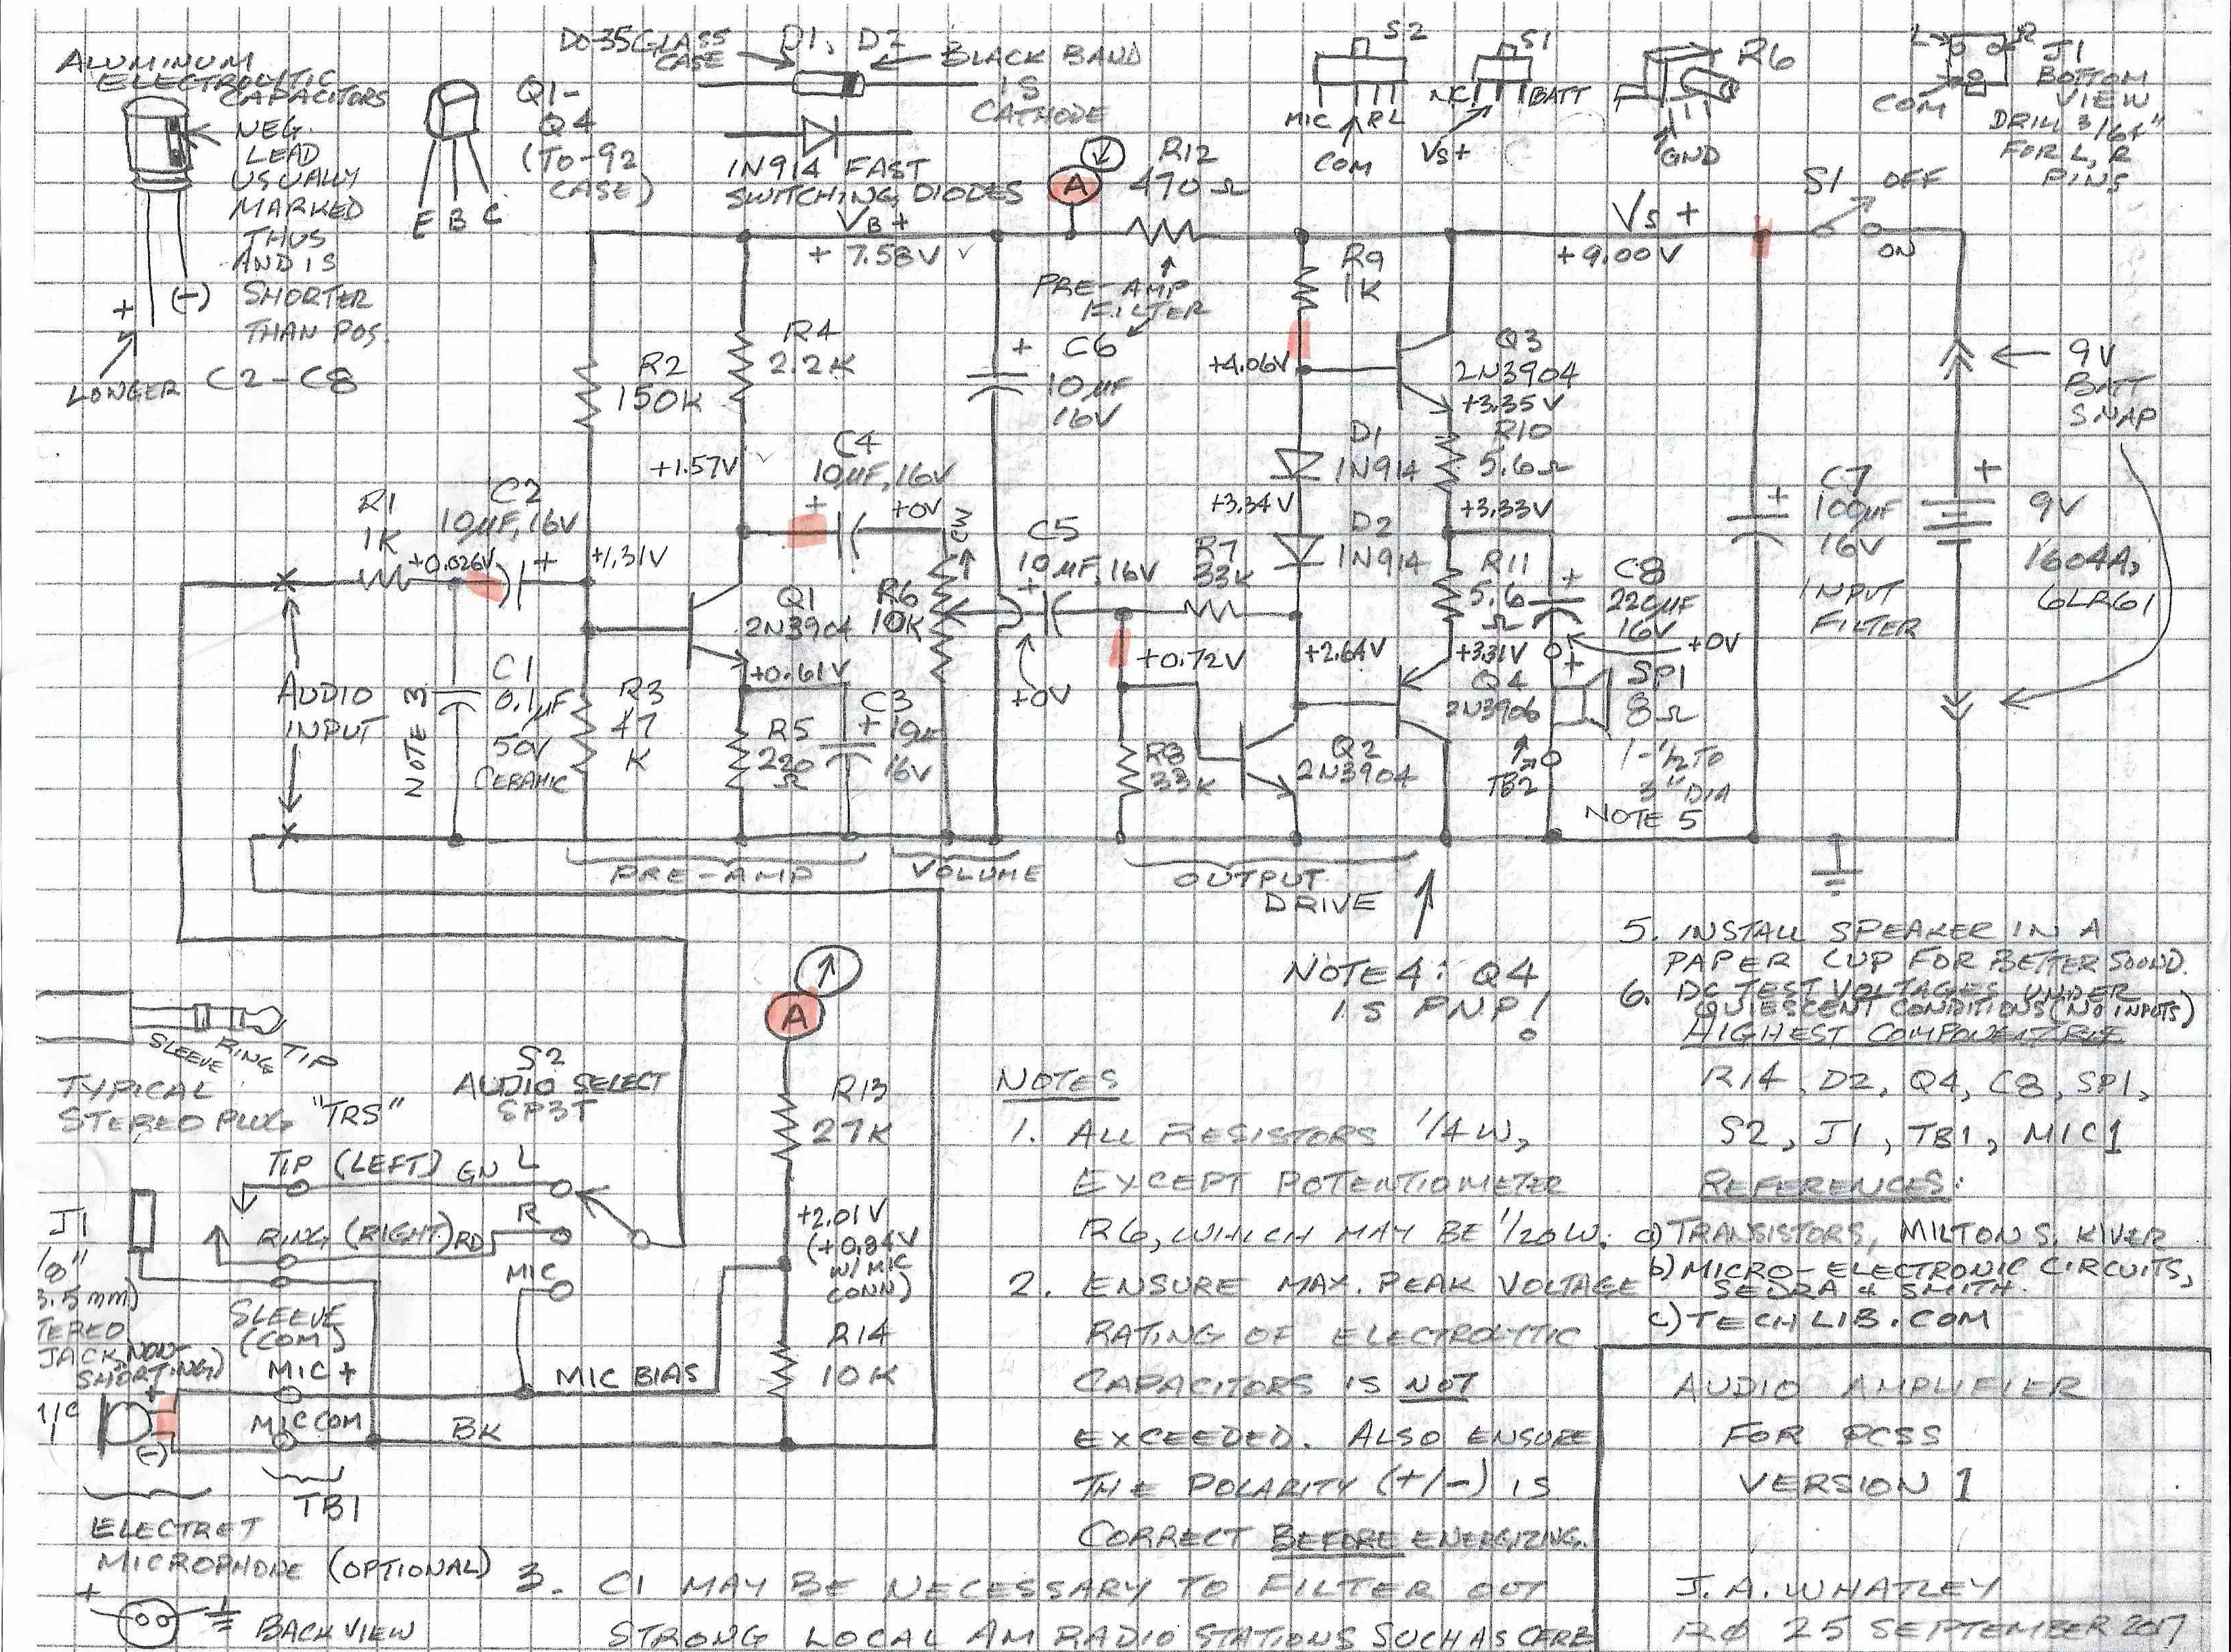 ALUMINUM
ELECTROLYTIC
CAPACITORS
NEG.
LEAD
USUALLY
MARKED
THUS
AND IS
SHORTER
THAN POS.
+
(-)
LONGER
C2-C8
Q1-
Q4
(TO-92
CASE)
E B C
DO-35 GLASS
CASE
D1, D2
BLACK BAND
IS
CATHODE
1N914 FAST
SWITCHING DIODES
S2
MIC
R L
COM
S1
NC
BATT
VS+
R6
GND
L
R
COM
J1
BOTTOM
VIEW
DRILL 3/64"
FOR L, R
PINS
A
R12
470Ω
VB+
+7.58V
PRE-AMP
FILTER
VS+
+9.00V
S1
OFF
ON
R9
1K
R2
150K
R4
2.2K
+
C6
10µF
16V
+4.06V
Q3
2N3904
+3.35V
9V
BATT
SNAP
+1.57V
C4
10µF, 16V
+
+0V
CW
D1
1N914
R10
5.6Ω
+3.34V
+3.33V
+
C7
100µF
16V
INPUT
FILTER
+
9V
1604A,
6LR61
R1
1K
C2
10µF, 16V
+0.026V
+
+1.31V
Q1
2N3904
+0.61V
R6
10K
C5
10µF, 16V
+
+0V
R7
33K
D2
1N914
R11
5.6
Ω
+
C8
220µF
16V
+0V
+0.72V
+2.64V
+3.31V
Q4
2N3906
+
SP1
8Ω
1-1/2 TO
3" DIA
NOTE 5
TB2
AUDIO
INPUT
NOTE 3
C1
0.1µF
50V
CERAMIC
R3
47
K
R5
220
Ω
C3
+
10µF
16V
R8
33K
Q2
2N3904
PRE-AMP
VOLUME
OUTPUT
DRIVE
NOTE 4: Q4
IS PNP!
5. INSTALL SPEAKER IN A
PAPER CUP FOR BETTER SOUND.
6. DC TEST VOLTAGES UNDER
QUIESCENT CONDITIONS (NO INPUTS)
HIGHEST COMPONENT REF
R14, D2, Q4, C8, SP1,
S2, J1, TB1, MIC1
REFERENCES:
a) TRANSISTORS, MILTON S. KIVER
b) MICRO-ELECTRONIC CIRCUITS,
SEDRA & SMITH.
c) TECHLIB.COM
SLEEVE RING TIP
TYPICAL
STEREO PLUG "TRS"
S2
AUDIO SELECT
SP3T
A
R13
27K
+2.01V
(+0.84V
W/MIC
CONN)
R14
10K
TIP (LEFT) GN L
RING (RIGHT) RD R
MIC
J1
/8"
3.5mm)
TEREO
JACK, NON-
SHORTING)
SLEEVE
(COM)
MIC +
MIC BIAS
+
MIC COM
(-)
BK
TB1
ELECTRET
MICROPHONE (OPTIONAL)
+
BACK VIEW
NOTES
1. ALL RESISTORS 1/4W,
EXCEPT POTENTIOMETER
R6, WHICH MAY BE 1/20W.
2. ENSURE MAX. PEAK VOLTAGE
RATING OF ELECTROLYTIC
CAPACITORS IS NOT
EXCEEDED. ALSO ENSURE
THE POLARITY (+/-) IS
CORRECT BEFORE ENERGIZING.
3. C1 MAY BE NECESSARY TO FILTER OUT
STRONG LOCAL AM RADIO STATIONS SUCH AS CFRB
AUDIO AMPLIFIER
FOR PCSS
VERSION 1
J.A. WHATLEY
RØ 25 SEPTEMBER 2017